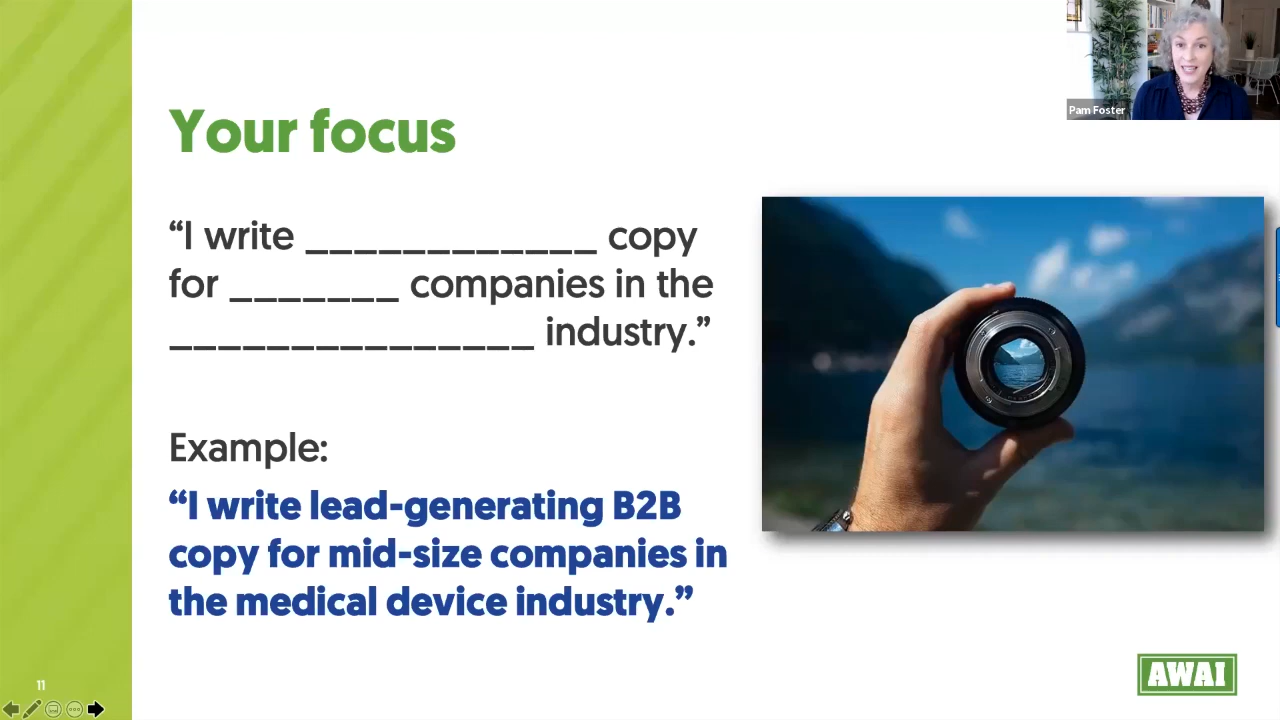 Pam Foster
Your focus
“I write ____________ copy
for _______ companies in the
_______________ industry.”
Example:
“I write lead-generating B2B
copy for mid-size companies in
the medical device industry.”
AWAI
11